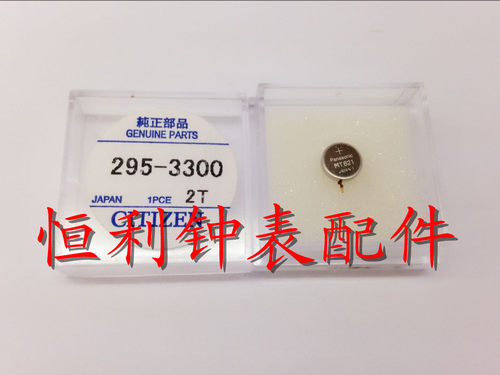 純正部品
GENUINE PARTS
295-3300
JAPAN 1PCE 2T
CITIZEN
+
Panasonic
MT621
恒利钟表配件